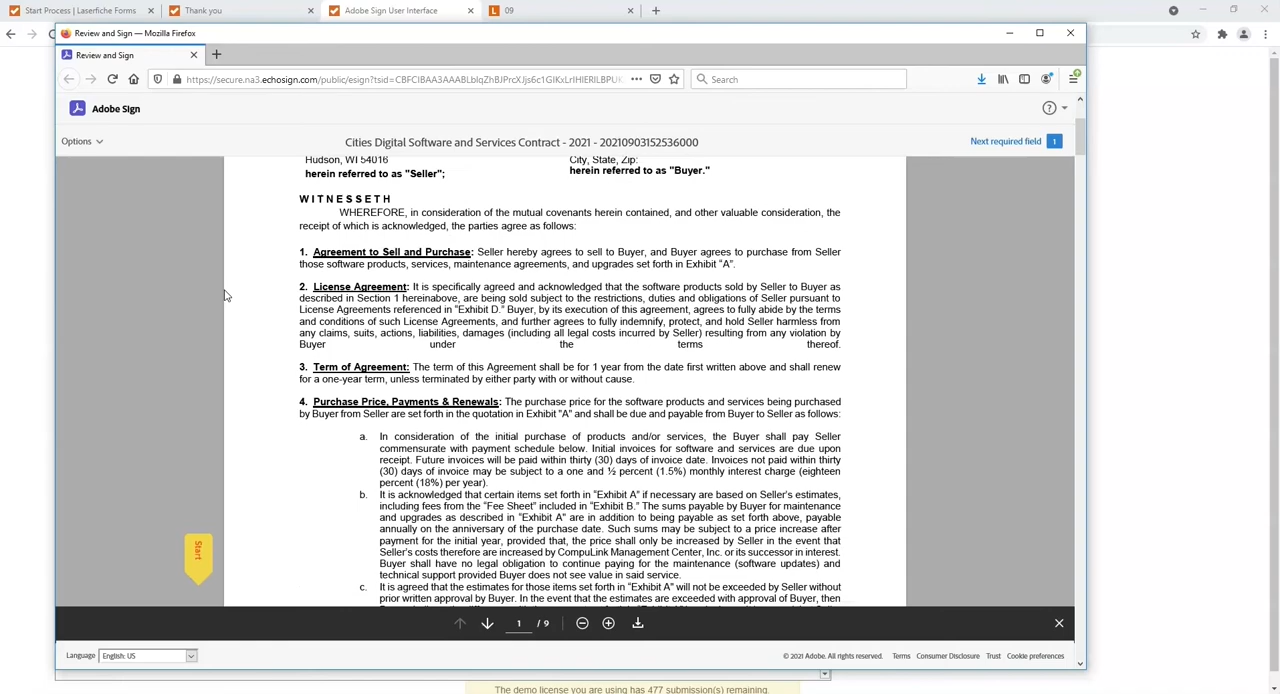 Start Process | Laserfiche Forms
Thank you
Adobe Sign User Interface
09
Review and Sign — Mozilla Firefox
Review and Sign
https://secure.na3.echosign.com/public/esign?tsid=CBFCIBAA3AAABLblqZhBJPrcXJjs6c1GIKxLrIHIERILBPUK
Search
Adobe Sign
Options
Cities Digital Software and Services Contract - 2021 - 20210903152536000
Next required field 1
Hudson, WI 54016
City, State, Zip:
herein referred to as "Seller";
herein referred to as "Buyer."
W I T N E S S E T H
WHEREFORE, in consideration of the mutual covenants herein contained, and other valuable consideration, the
receipt of which is acknowledged, the parties agree as follows:
1. Agreement to Sell and Purchase: Seller hereby agrees to sell to Buyer, and Buyer agrees to purchase from Seller
those software products, services, maintenance agreements, and upgrades set forth in Exhibit "A".
2. License Agreement: It is specifically agreed and acknowledged that the software products sold by Seller to Buyer as
described in Section 1 hereinabove, are being sold subject to the restrictions, duties and obligations of Seller pursuant to
License Agreements referenced in "Exhibit D." Buyer, by its execution of this agreement, agrees to fully abide by the terms
and conditions of such License Agreements, and further agrees to fully indemnify, protect, and hold Seller harmless from
any claims, suits, actions, liabilities, damages (including all legal costs incurred by Seller) resulting from any violation by
Buyer under the terms thereof.
3. Term of Agreement: The term of this Agreement shall be for 1 year from the date first written above and shall renew
for a one-year term, unless terminated by either party with or without cause.
4. Purchase Price, Payments & Renewals: The purchase price for the software products and services being purchased
by Buyer from Seller are set forth in the quotation in Exhibit "A" and shall be due and payable from Buyer to Seller as follows:
a. In consideration of the initial purchase of products and/or services, the Buyer shall pay Seller
commensurate with payment schedule below. Initial invoices for software and services are due upon
receipt. Future invoices will be paid within thirty (30) days of invoice date. Invoices not paid within thirty
(30) days of invoice may be subject to a one and ½ percent (1.5%) monthly interest charge (eighteen
percent (18%) per year).
b. It is acknowledged that certain items set forth in "Exhibit A" if necessary are based on Seller's estimates,
including fees from the "Fee Sheet" included in "Exhibit B." The sums payable by Buyer for maintenance
and upgrades as described in "Exhibit A" are in addition to being payable as set forth above, payable
annually on the anniversary of the purchase date. Such sums may be subject to a price increase after
payment for the initial year, provided that, the price shall only be increased by Seller in the event that
Seller's costs therefore are increased by CompuLink Management Center, Inc. or its successor in interest.
Buyer shall have no legal obligation to continue paying for the maintenance (software updates) and
technical support provided Buyer does not see value in said service.
c. It is agreed that the estimates for those items set forth in "Exhibit A" will not be exceeded by Seller without
prior written approval by Buyer. In the event that the estimates are exceeded with approval of Buyer, then
Start
1 / 9
Language English: US
© 2021 Adobe. All rights reserved. Terms Consumer Disclosure Trust Cookie preferences
The demo license you are using has 477 submission(s) remaining.